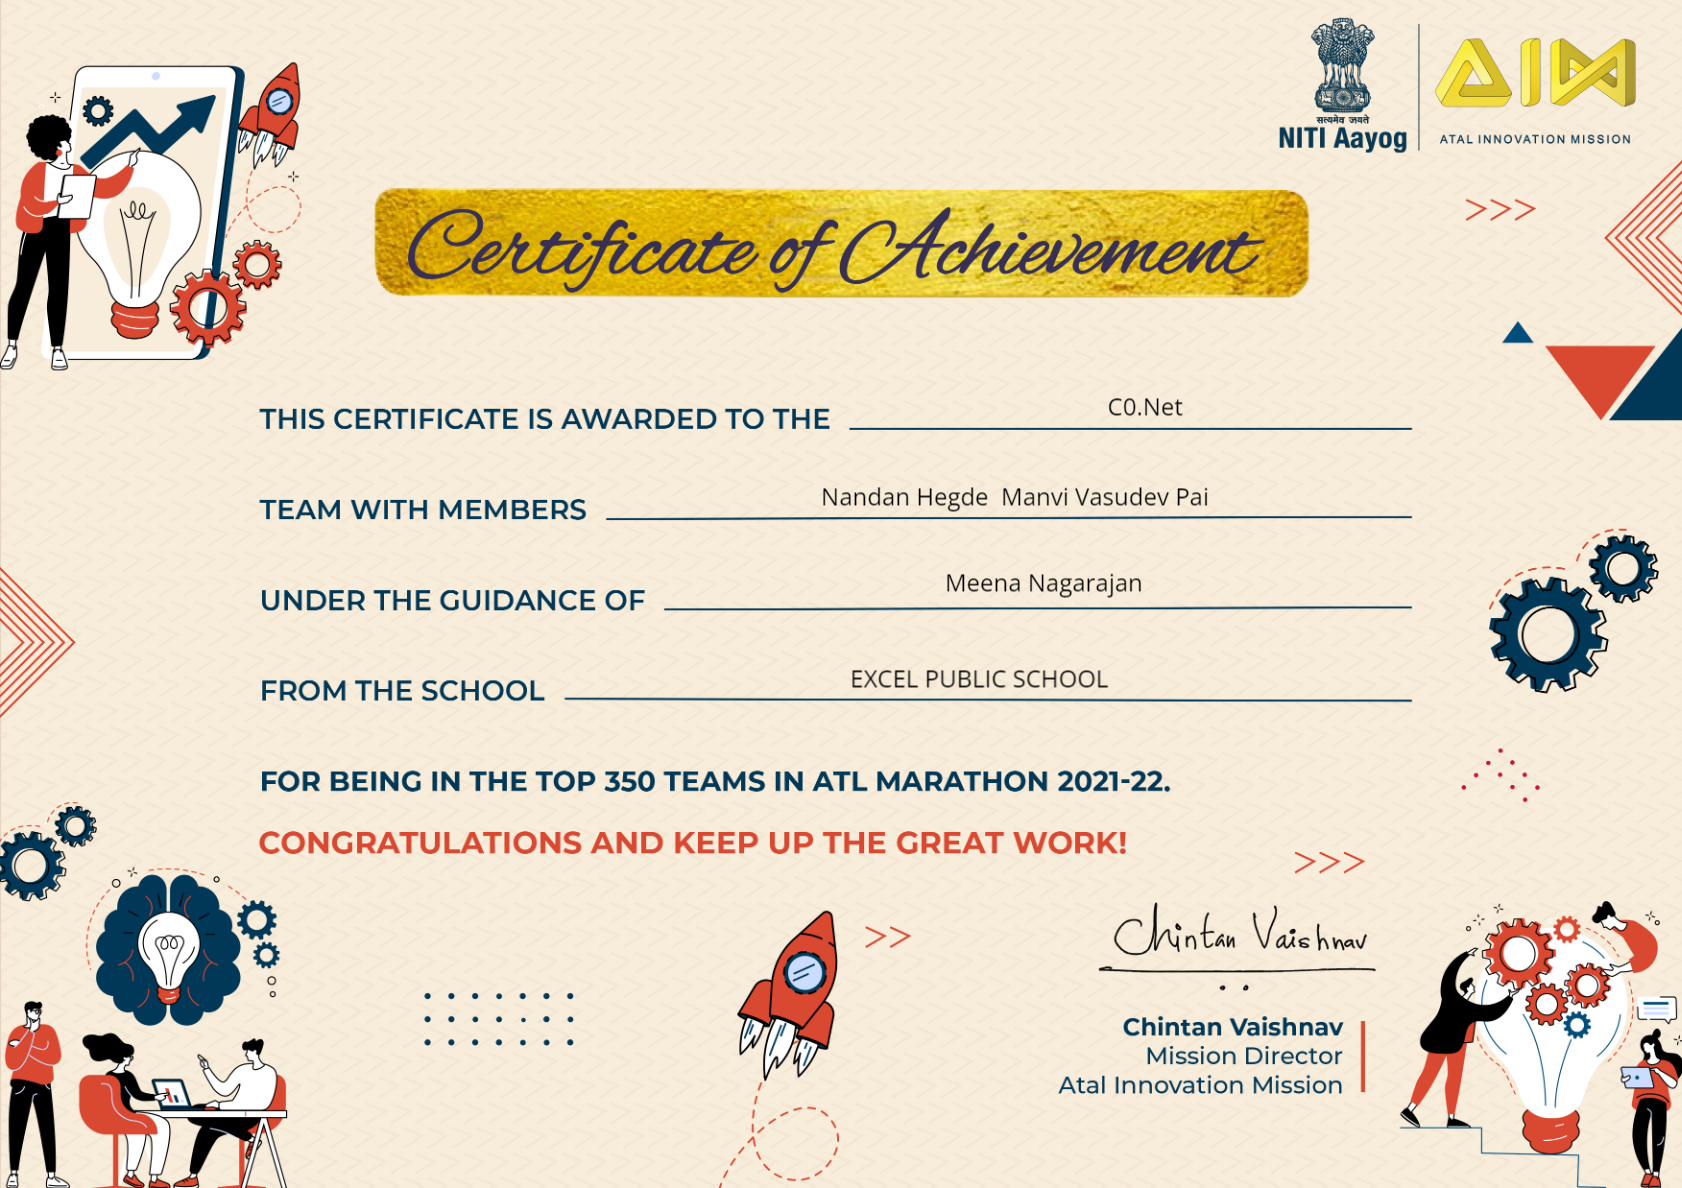 सत्यमेव जयते
NITI Aayog
AIM
ATAL INNOVATION MISSION
Certificate of Achievement
THIS CERTIFICATE IS AWARDED TO THE C0.Net
TEAM WITH MEMBERS Nandan Hegde Manvi Vasudev Pai
UNDER THE GUIDANCE OF Meena Nagarajan
FROM THE SCHOOL EXCEL PUBLIC SCHOOL
FOR BEING IN THE TOP 350 TEAMS IN ATL MARATHON 2021-22.
CONGRATULATIONS AND KEEP UP THE GREAT WORK!
Chintan Vaishnav
Chintan Vaishnav
Mission Director
Atal Innovation Mission